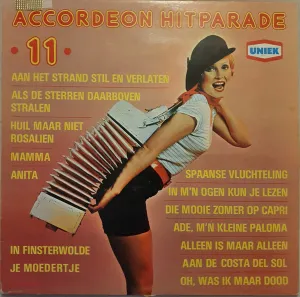 ACCORDEON HITPARADE
• 11 •
UNIEK
AAN HET STRAND STIL EN VERLATEN
ALS DE STERREN DAARBOVEN
STRALEN
HUIL MAAR NIET
ROSALIEN
MAMMA
ANITA
IN FINSTERWOLDE
JE MOEDERTJE
SPAANSE VLUCHTELING
IN M'N OGEN KUN JE LEZEN
DIE MOOIE ZOMER OP CAPRI
ADE, M'N KLEINE PALOMA
ALLEEN IS MAAR ALLEEN
AAN DE COSTA DEL SOL
OH, WAS IK MAAR DOOD